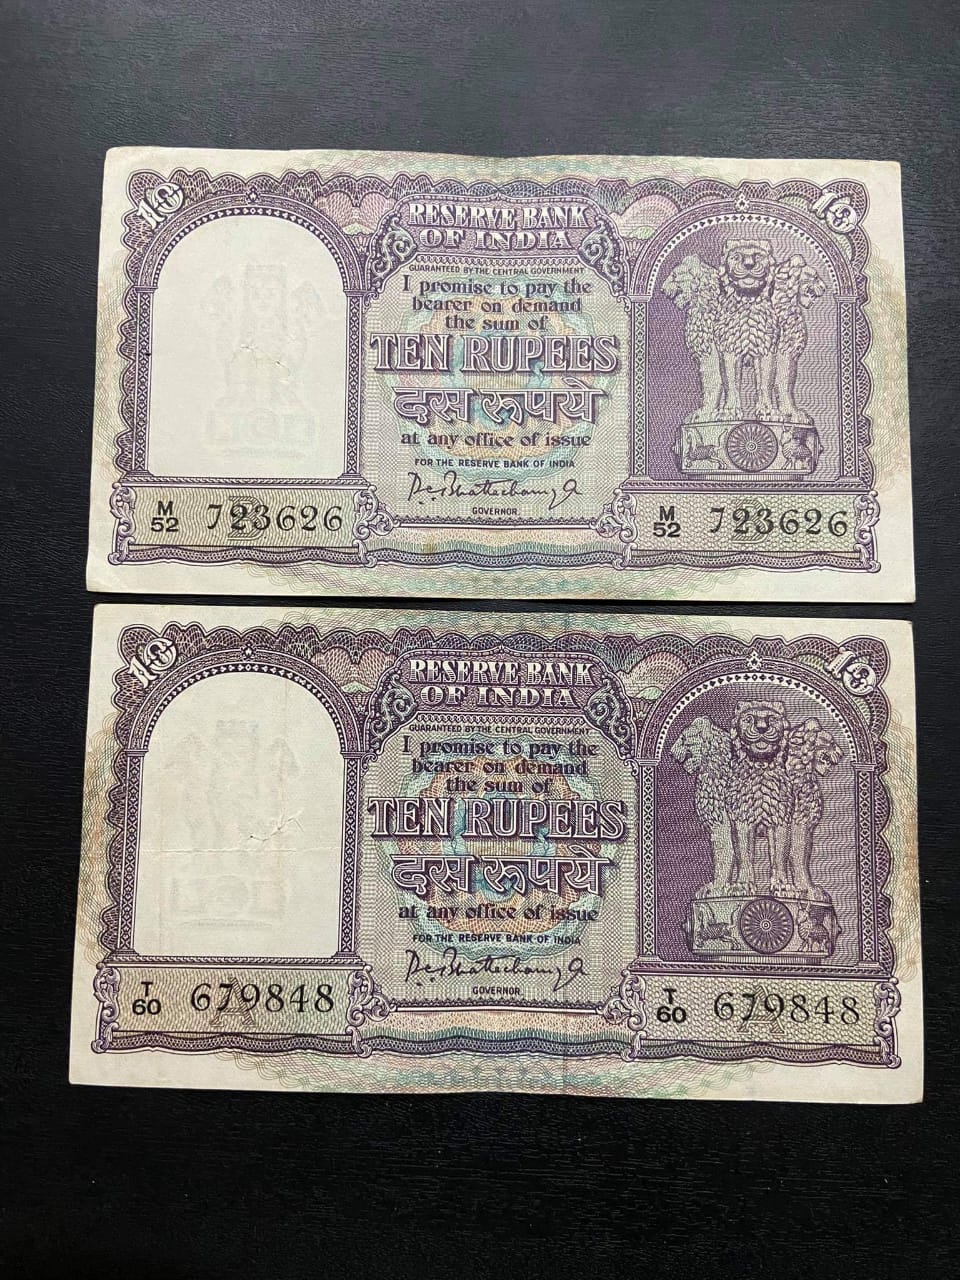 10 10
RESERVE BANK
OF INDIA
GUARANTEED BY THE CENTRAL GOVERNMENT
I promise to pay the
bearer on demand
the sum of
TEN RUPEES
दस रूपये
at any office of issue
FOR THE RESERVE BANK OF INDIA
GOVERNOR
M
52 723626
B
M
52 723626
B
10 10
RESERVE BANK
OF INDIA
GUARANTEED BY THE CENTRAL GOVERNMENT
I promise to pay the
bearer on demand
the sum of
TEN RUPEES
दस रूपये
at any office of issue
FOR THE RESERVE BANK OF INDIA
GOVERNOR
T
60 679848
A
T
60 679848
A